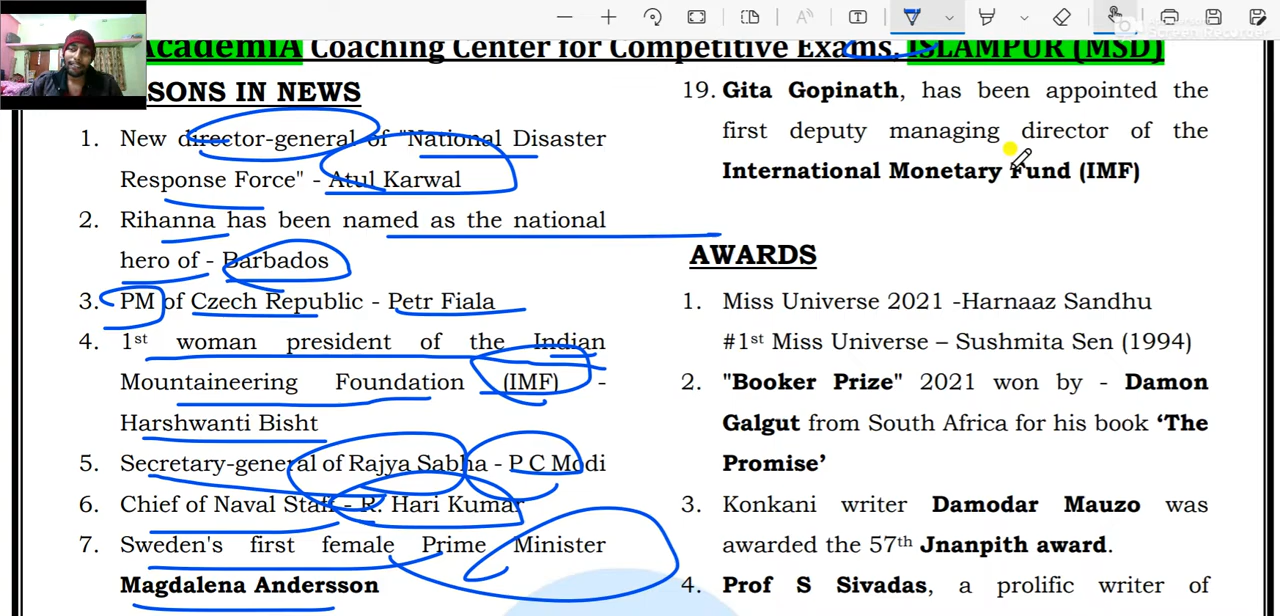 AcademiA Coaching Center for Competitive Exams, ISLAMPUR (MSD)
SONS IN NEWS
1. New director-general of "National Disaster
Response Force" - Atul Karwal
2. Rihanna has been named as the national
hero of - Barbados
3. PM of Czech Republic - Petr Fiala
4. 1st woman president of the Indian
Mountaineering Foundation (IMF) -
Harshwanti Bisht
5. Secretary-general of Rajya Sabha - P C Modi
6. Chief of Naval Staff - R. Hari Kumar
7. Sweden's first female Prime Minister
Magdalena Andersson
19. Gita Gopinath, has been appointed the
first deputy managing director of the
International Monetary Fund (IMF)
AWARDS
1. Miss Universe 2021 -Harnaaz Sandhu
#1st Miss Universe – Sushmita Sen (1994)
2. "Booker Prize" 2021 won by - Damon
Galgut from South Africa for his book ‘The
Promise’
3. Konkani writer Damodar Mauzo was
awarded the 57th Jnanpith award.
4. Prof S Sivadas, a prolific writer of
Screen Recorder